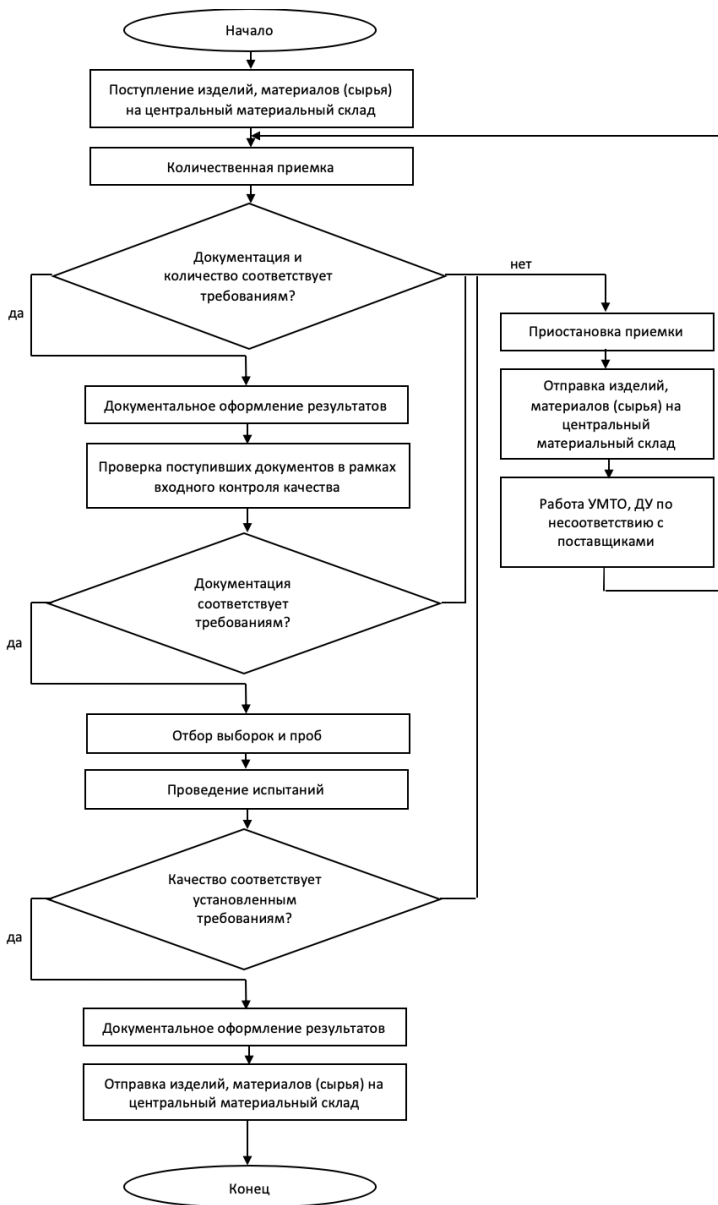 Начало
Поступление изделий, материалов (сырья)
на центральный материальный склад
Количественная приемка
Документация и
количество соответствует
требованиям?
нет
да
Приостановка приемки
Отправка изделий,
материалов (сырья) на
центральный
материальный склад
Документальное оформление результатов
Проверка поступивших документов в рамках
входного контроля качества
Работа УМТО, ДУ по
несоответствию с
поставщиками
Документация
соответствует
требованиям?
да
Отбор выборок и проб
Проведение испытаний
Качество соответствует
установленным
требованиям?
да
Документальное оформление результатов
Отправка изделий, материалов (сырья) на
центральный материальный склад
Конец